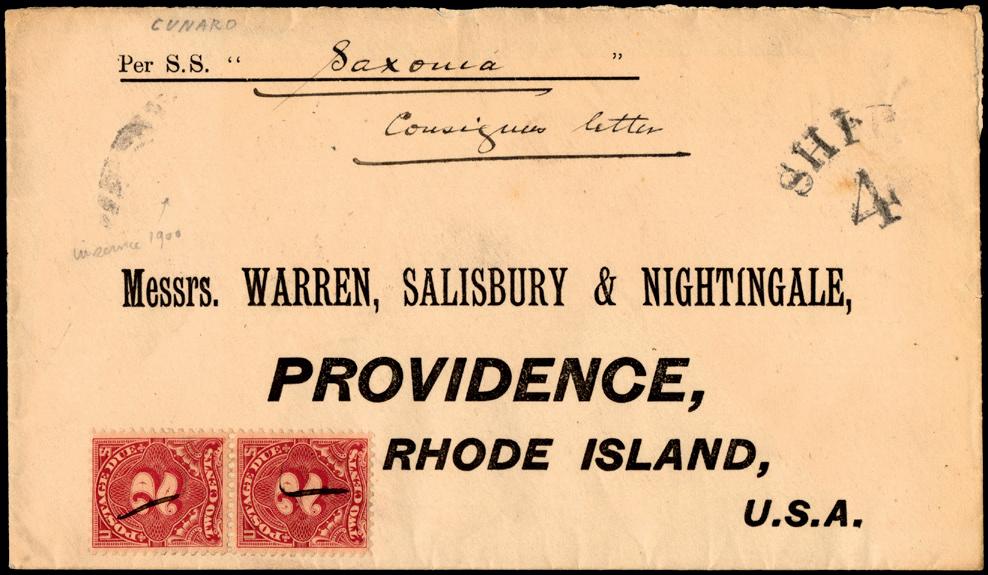 CUNARD
Per S.S. “ Saxonia ”
Consignees letter
SHIP
4
in service 1900
Messrs. WARREN, SALISBURY & NIGHTINGALE,
PROVIDENCE,
RHODE ISLAND,
U.S.A.
POSTAGE DUE 2 TWO CENTS
POSTAGE DUE 2 TWO CENTS